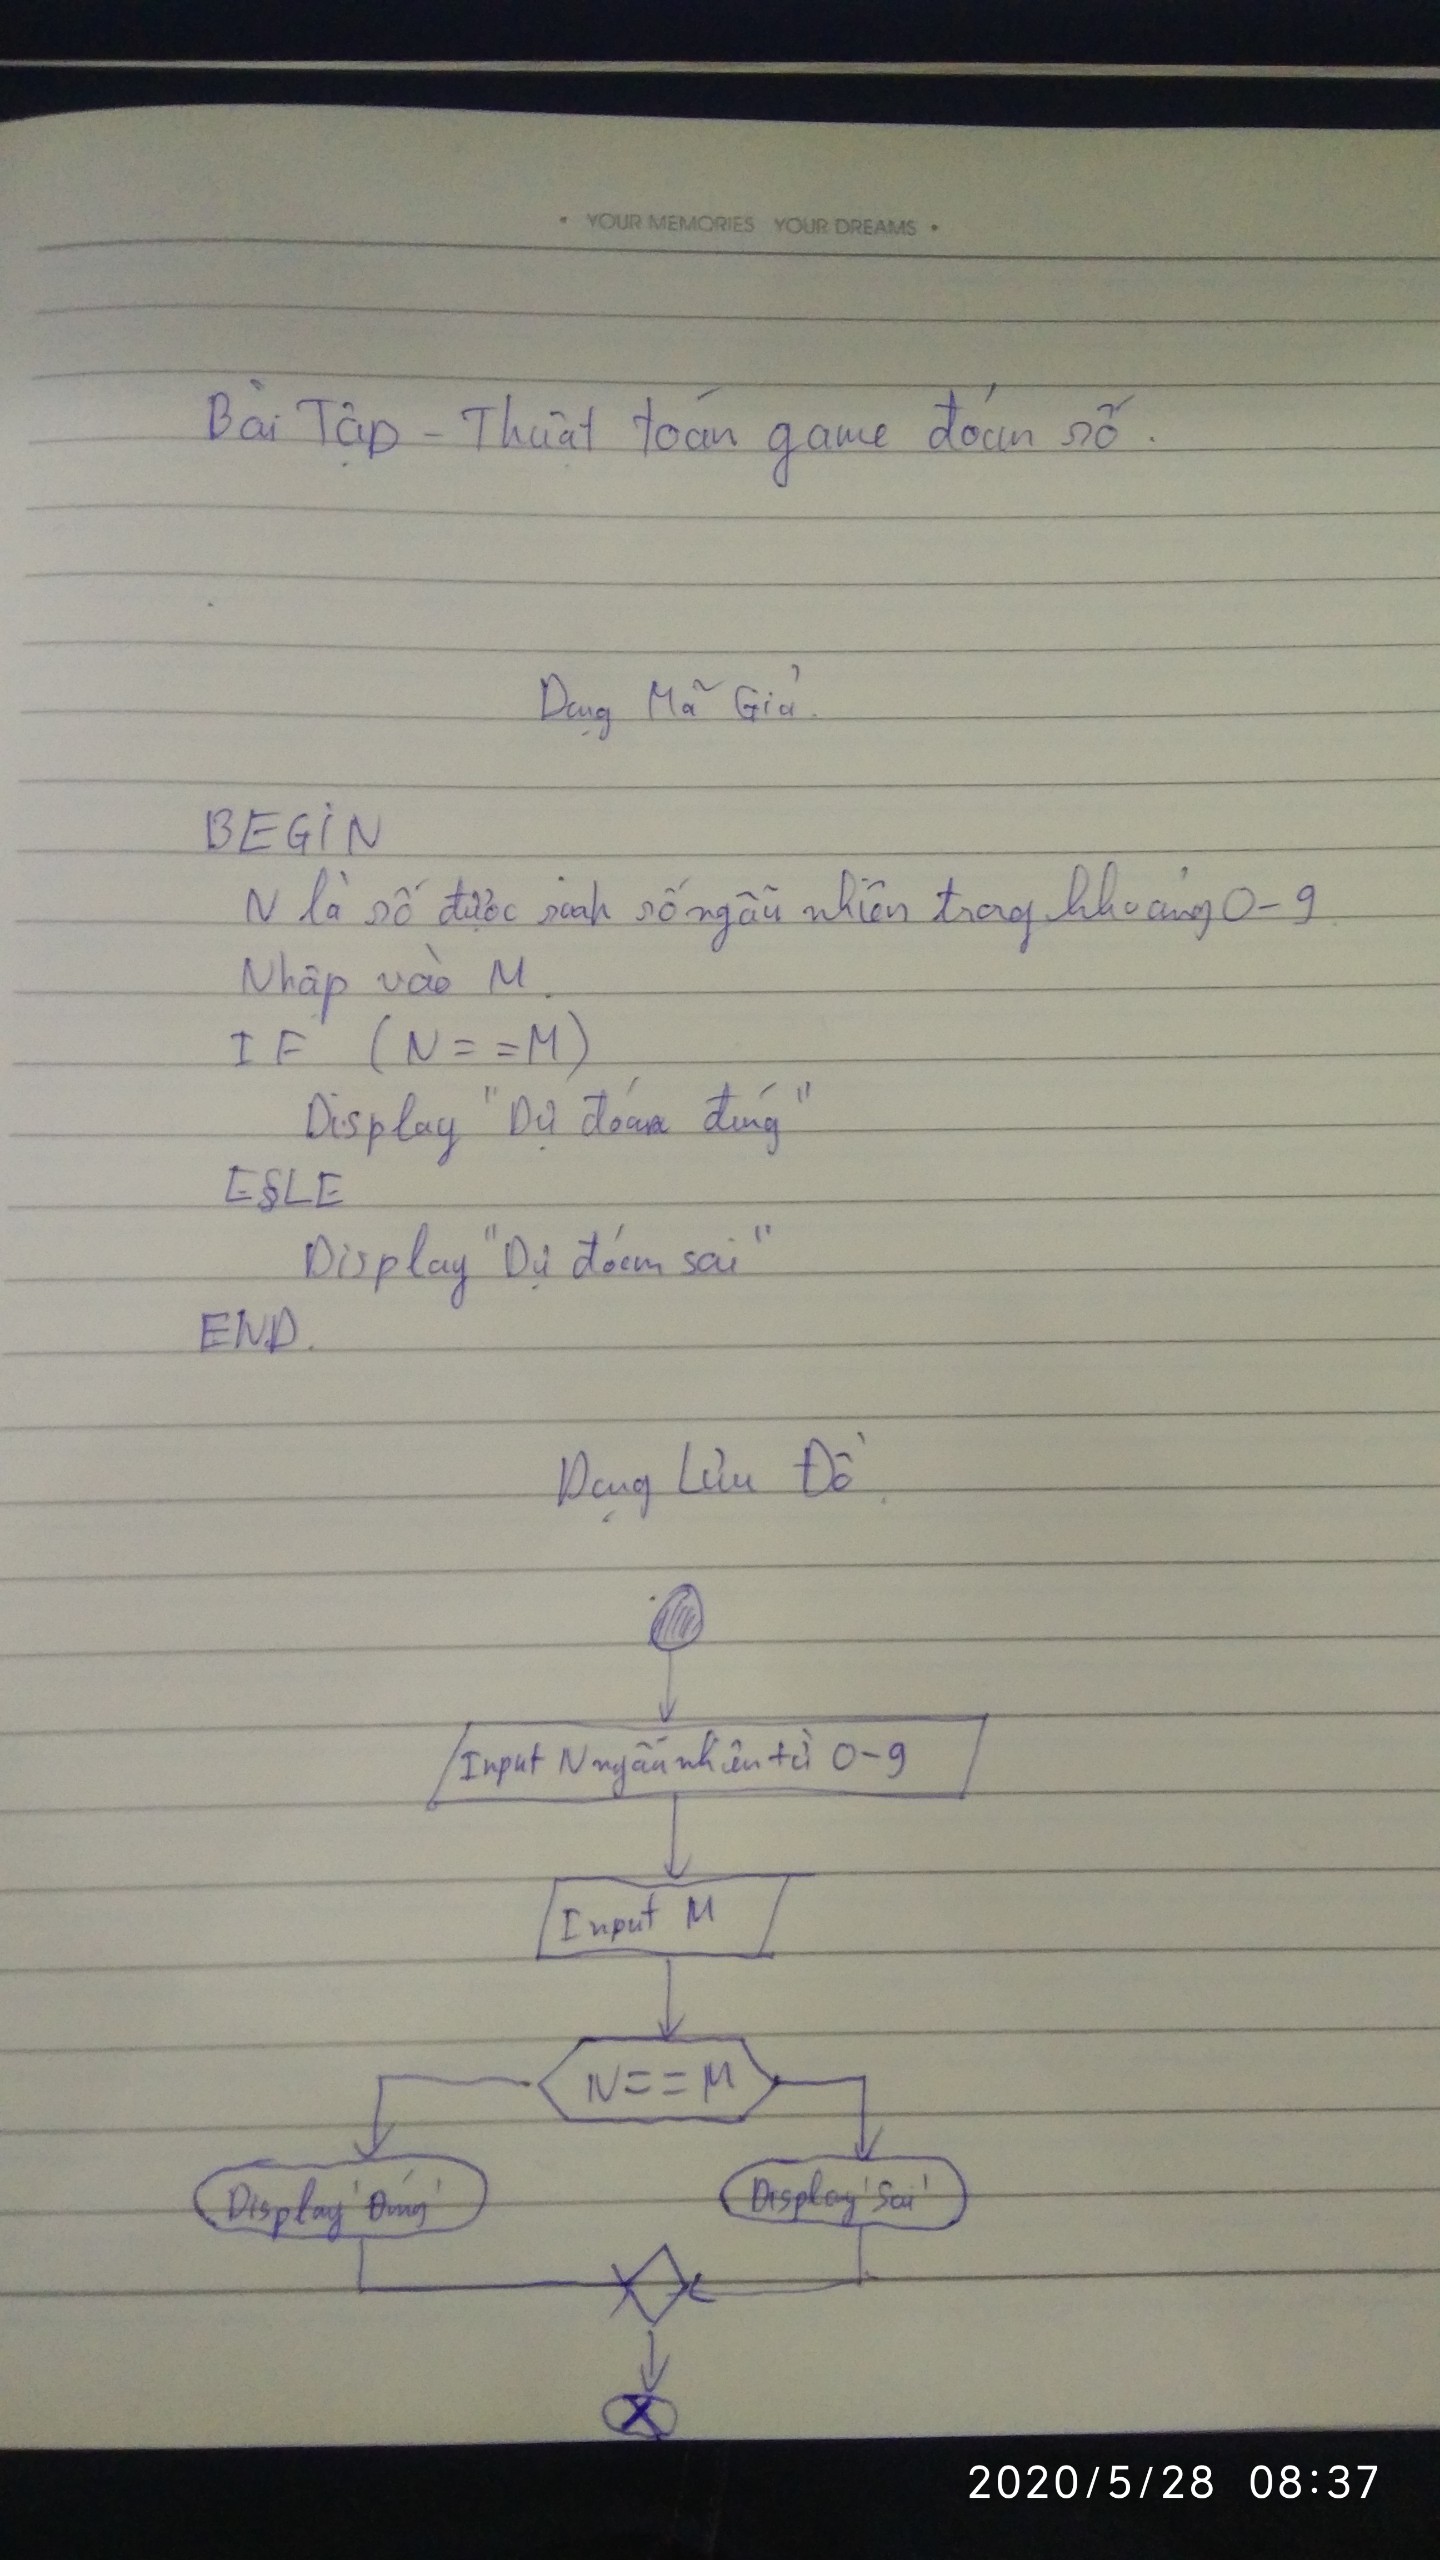 • YOUR MEMORIES YOUR DREAMS •
Bài Tập - Thuật toán game đoán số.
Dạng Mã Giả.
BEGIN
N là số được sinh số ngẫu nhiên trong khoảng 0-9
Nhập vào M.
IF (N==M)
Display "Dự đoán đúng"
ESLE
Display "Dự đoán sai"
END.
Dạng Lưu Đồ.
Input N ngẫu nhiên từ 0-9
Input M
N==M
Display 'Đúng'
Display 'Sai'
X
2020/5/28 08:37